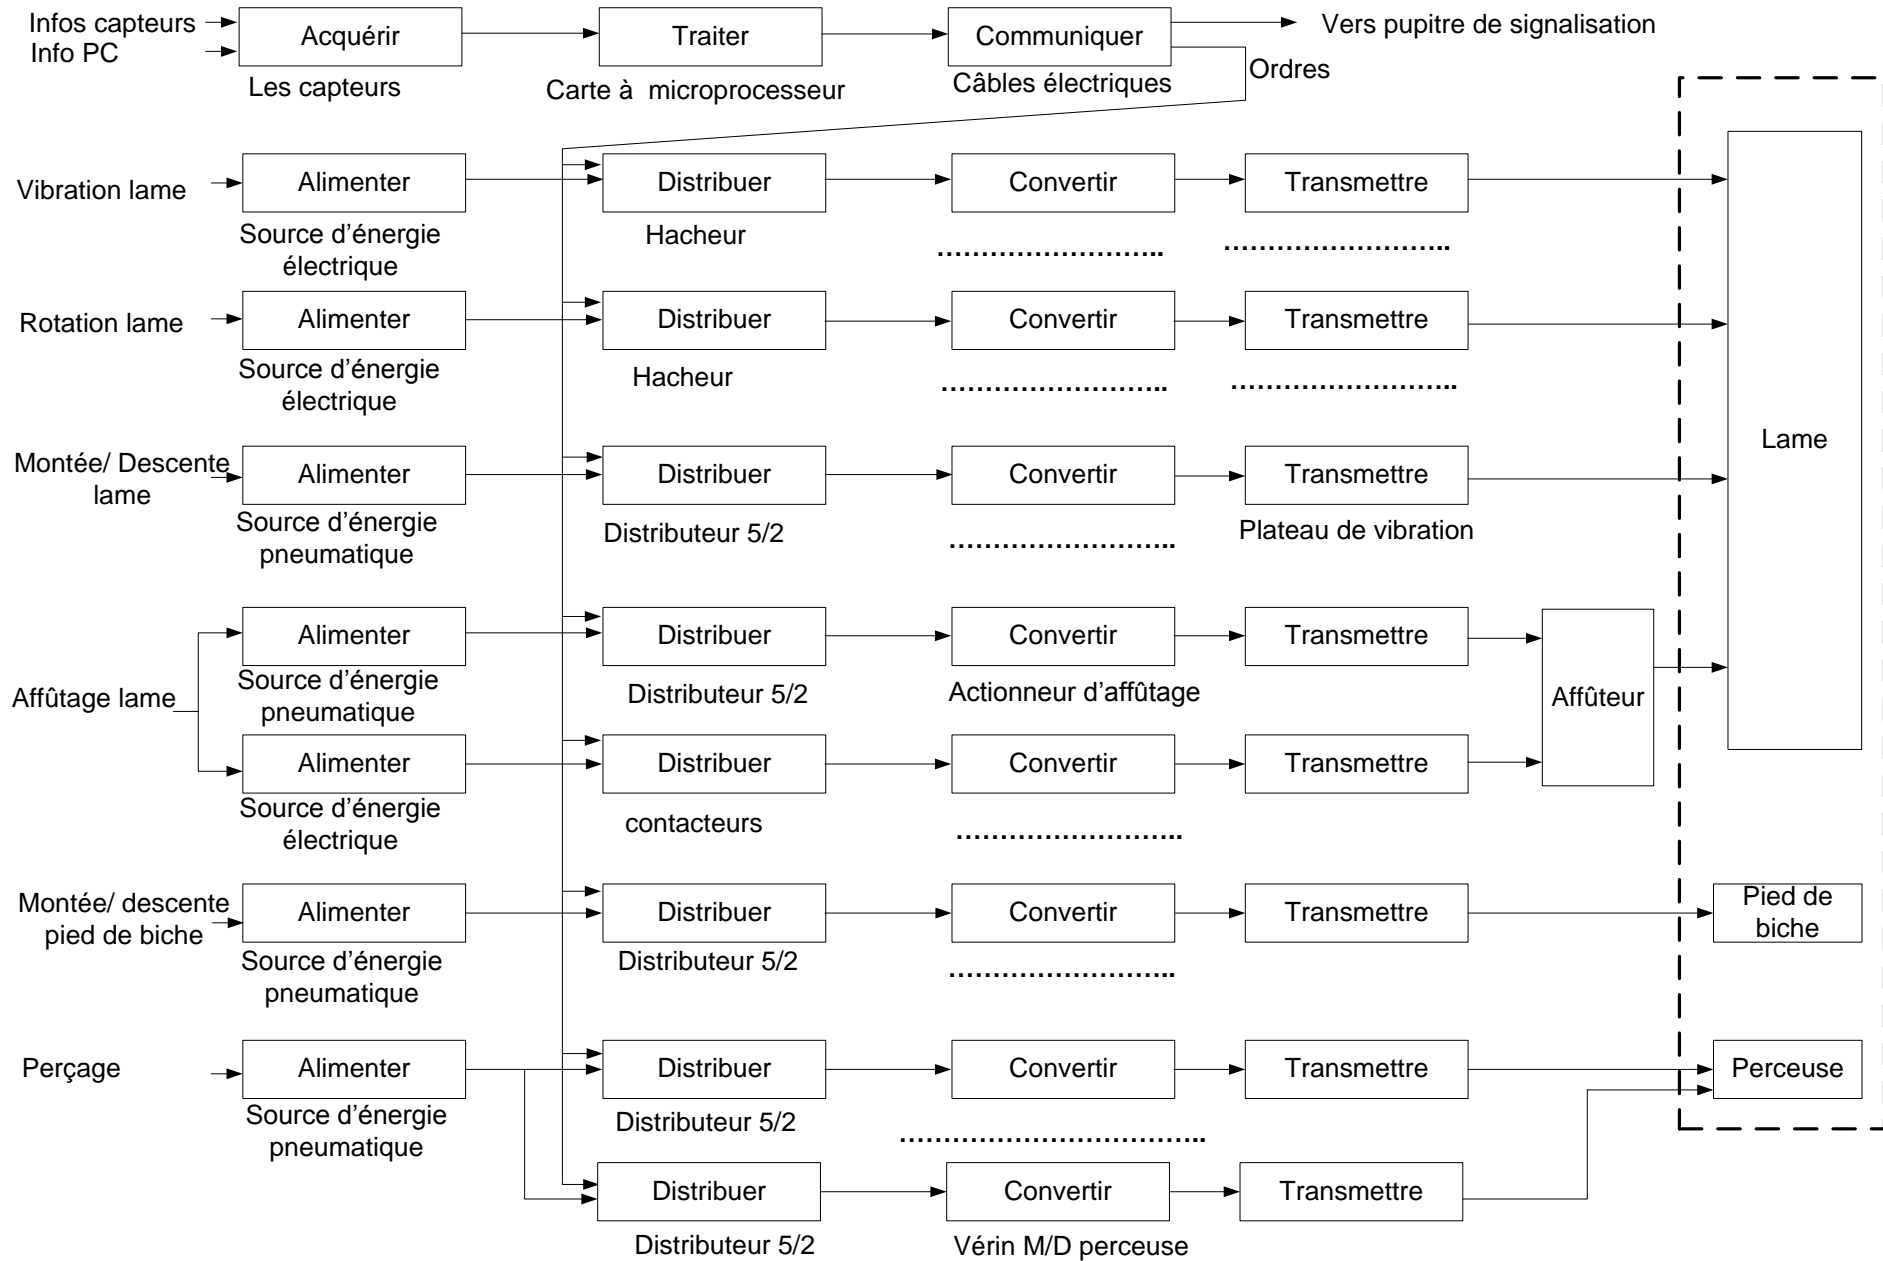 Infos capteurs
Info PC
Acquérir
Traiter
Communiquer
Vers pupitre de signalisation
Les capteurs
Carte à microprocesseur
Câbles électriques
Ordres
Vibration lame
Alimenter
Distribuer
Convertir
Transmettre
Source d'énergie
électrique
Hacheur
……………………..
……………………..
Rotation lame
Alimenter
Distribuer
Convertir
Transmettre
Source d'énergie
électrique
Hacheur
……………………..
……………………..
Lame
Montée/ Descente
lame
Alimenter
Distribuer
Convertir
Transmettre
Source d'énergie
pneumatique
Distributeur 5/2
……………………..
Plateau de vibration
Affûtage lame
Alimenter
Distribuer
Convertir
Transmettre
Source d'énergie
pneumatique
Distributeur 5/2
Actionneur d'affûtage
Affûteur
Alimenter
Distribuer
Convertir
Transmettre
Source d'énergie
électrique
contacteurs
……………………..
Montée/ descente
pied de biche
Alimenter
Distribuer
Convertir
Transmettre
Pied de
biche
Source d'énergie
pneumatique
Distributeur 5/2
……………………..
Perçage
Alimenter
Distribuer
Convertir
Transmettre
Perceuse
Source d'énergie
pneumatique
Distributeur 5/2
……………………………..
Distribuer
Convertir
Transmettre
Distributeur 5/2
Vérin M/D perceuse